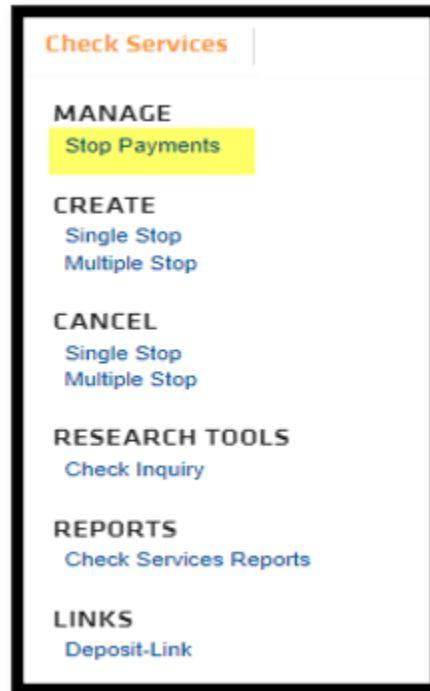 Check Services
MANAGE
Stop Payments
CREATE
Single Stop
Multiple Stop
CANCEL
Single Stop
Multiple Stop
RESEARCH TOOLS
Check Inquiry
REPORTS
Check Services Reports
LINKS
Deposit-Link